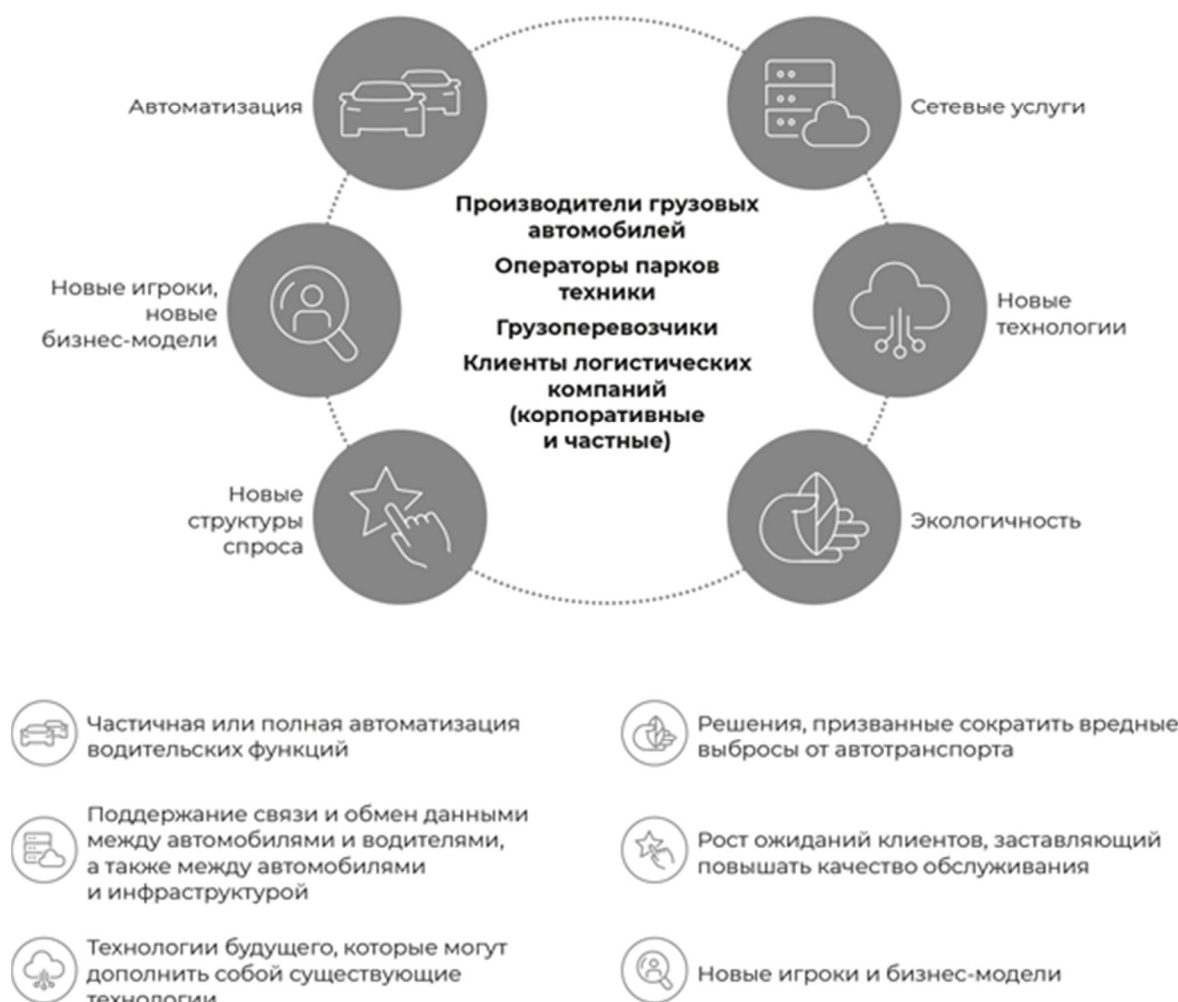 Автоматизация
Сетевые услуги
Производители грузовых
автомобилей
Операторы парков
техники
Грузоперевозчики
Клиенты логистических
компаний
(корпоративные
и частные)
Новые игроки,
новые
бизнес-модели
Новые
технологии
Новые
структуры
спроса
Экологичность
Частичная или полная автоматизация
водительских функций
Решения, призванные сократить вредные
выбросы от автотранспорта
Поддержание связи и обмен данными
между автомобилями и водителями,
а также между автомобилями
и инфраструктурой
Рост ожиданий клиентов, заставляющий
повышать качество обслуживания
Технологии будущего, которые могут
дополнить собой существующие
технологии
Новые игроки и бизнес-модели